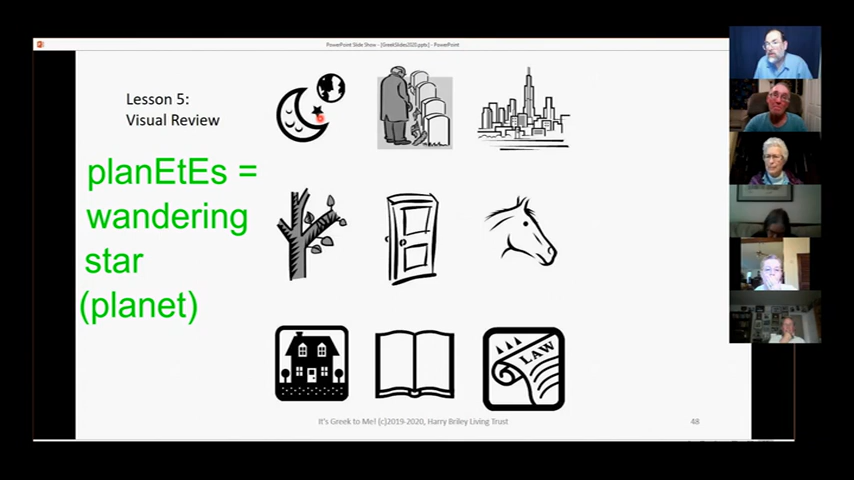 PowerPoint Slide Show - [GreekSlides2020.pptx] - PowerPoint
Lesson 5:
Visual Review
planEtEs =
wandering
star
(planet)
LAW
It's Greek to Me! (c)2019-2020, Harry Briley Living Trust
48